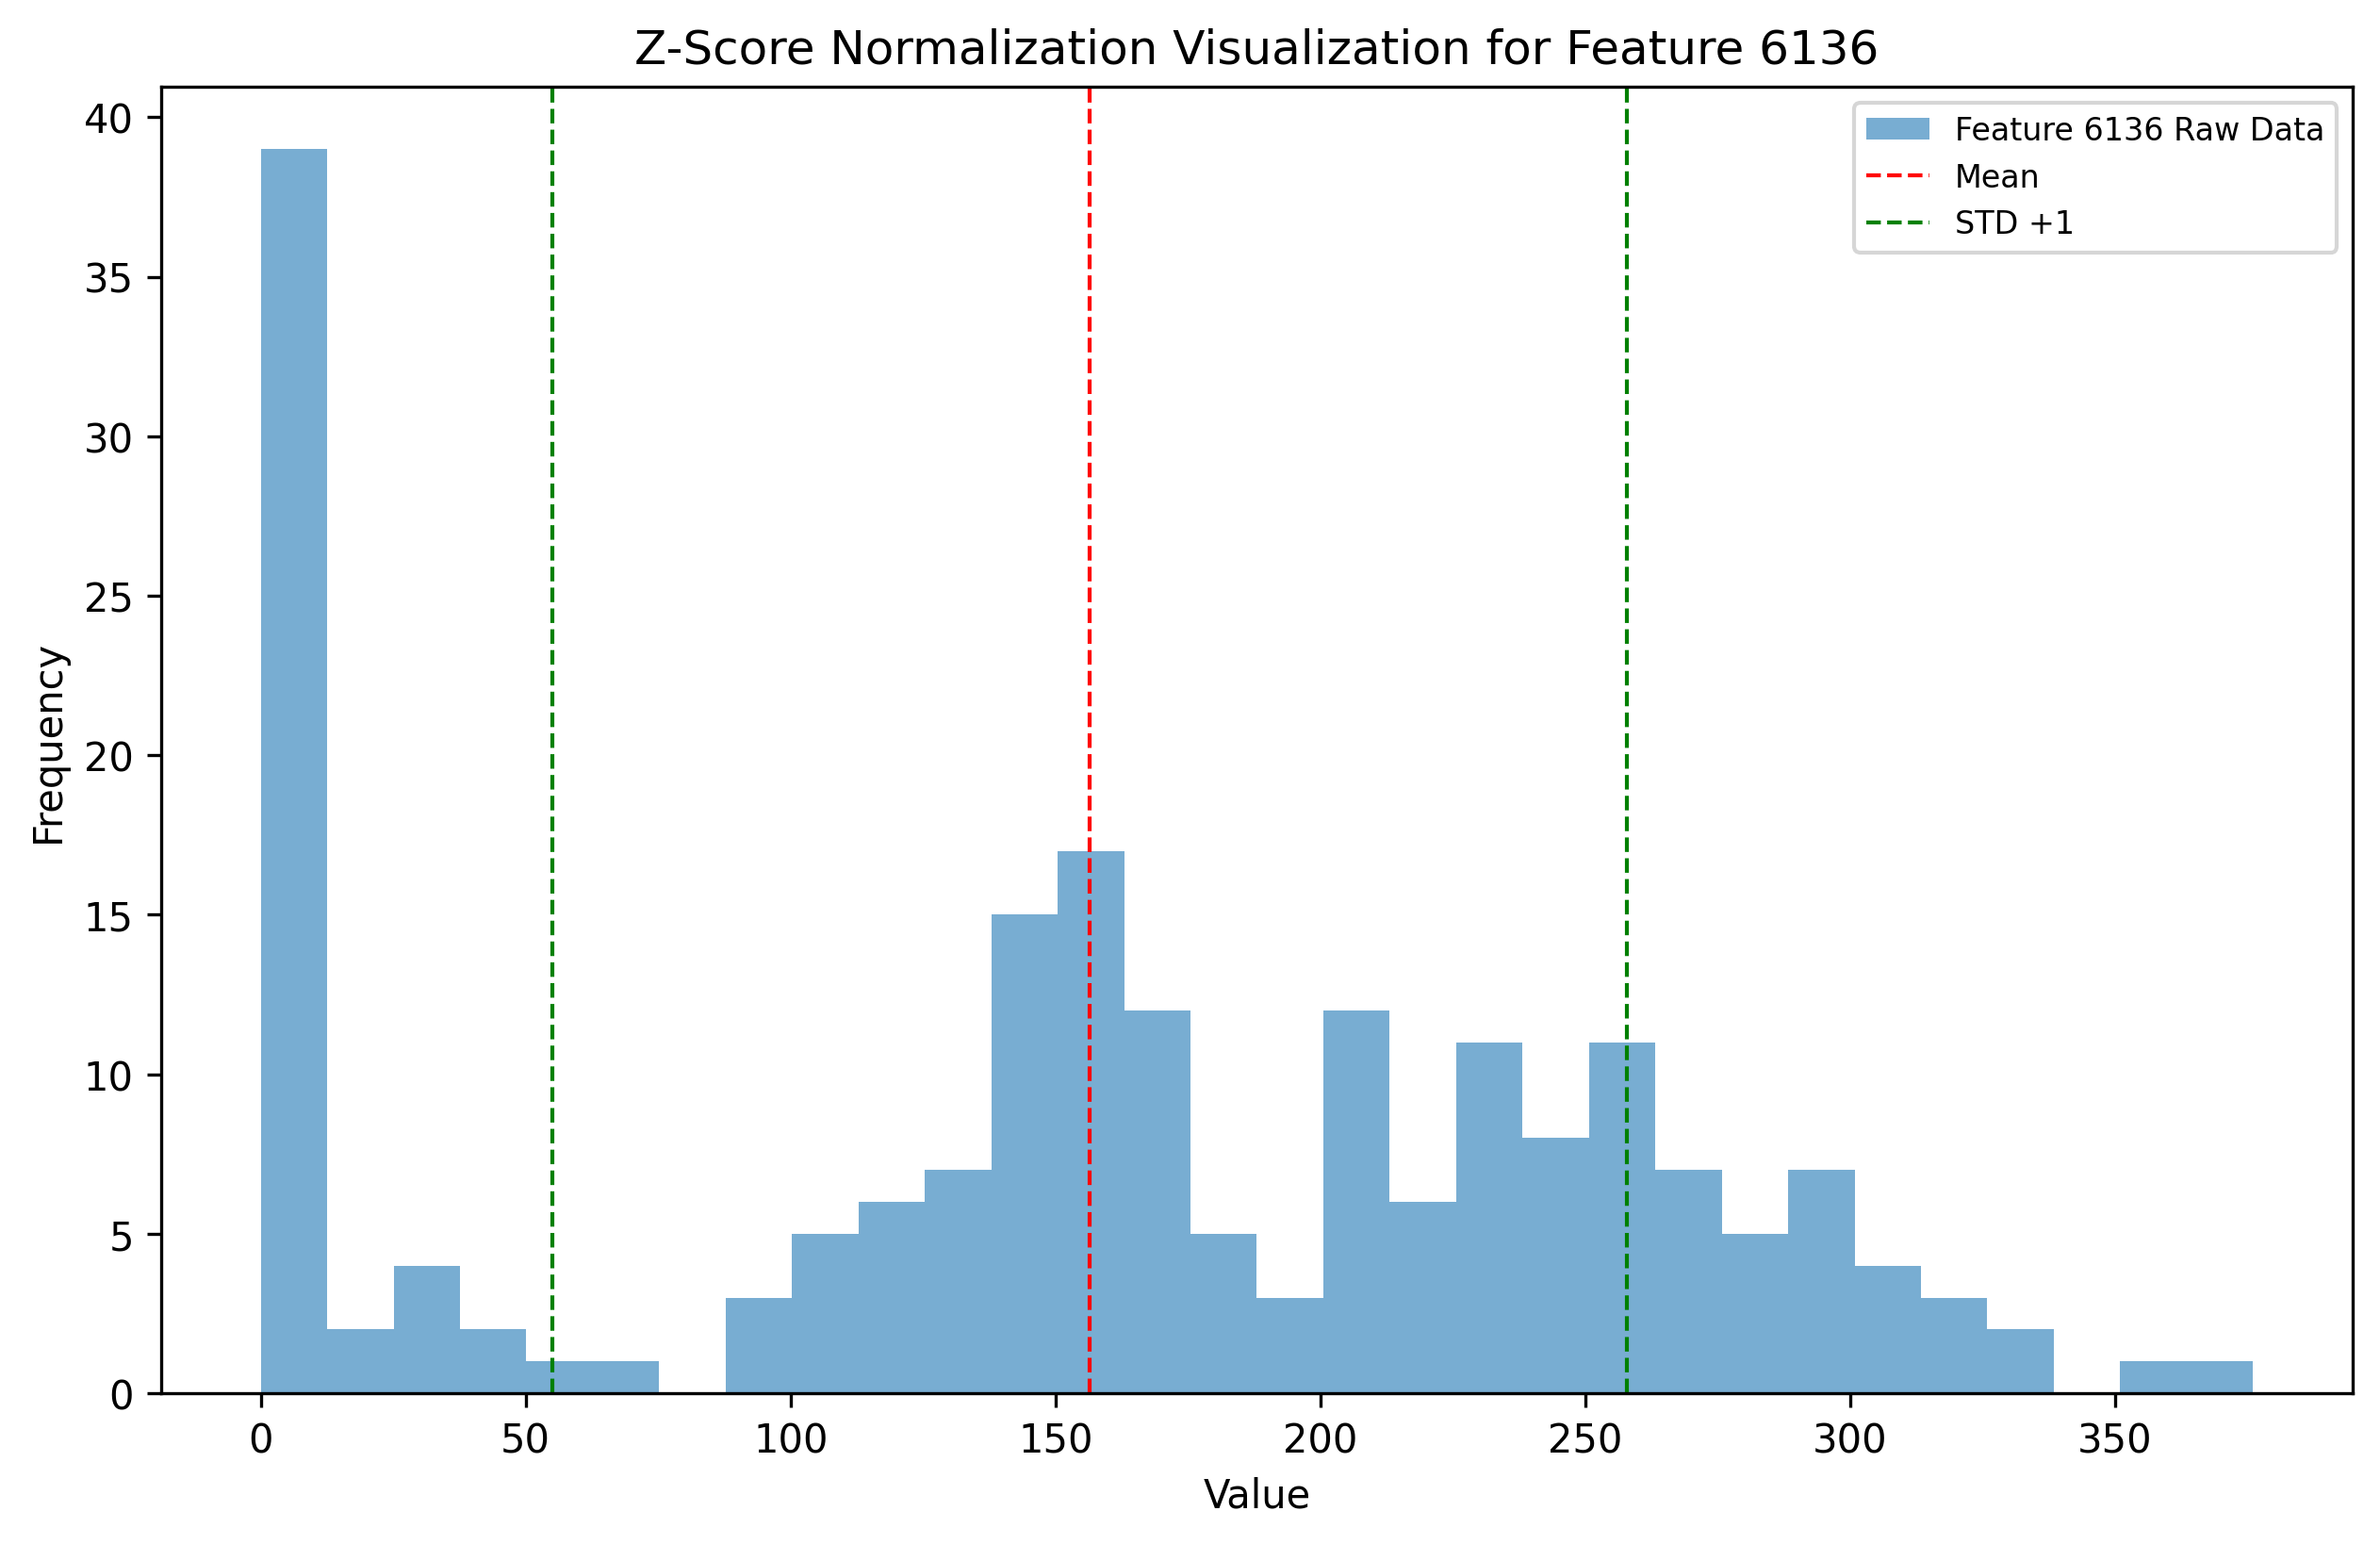 Z-Score Normalization Visualization for Feature 6136
Feature 6136 Raw Data
Mean
STD +1
Frequency
40
35
30
25
20
15
10
5
0
0 50 100 150 200 250 300 350
Value